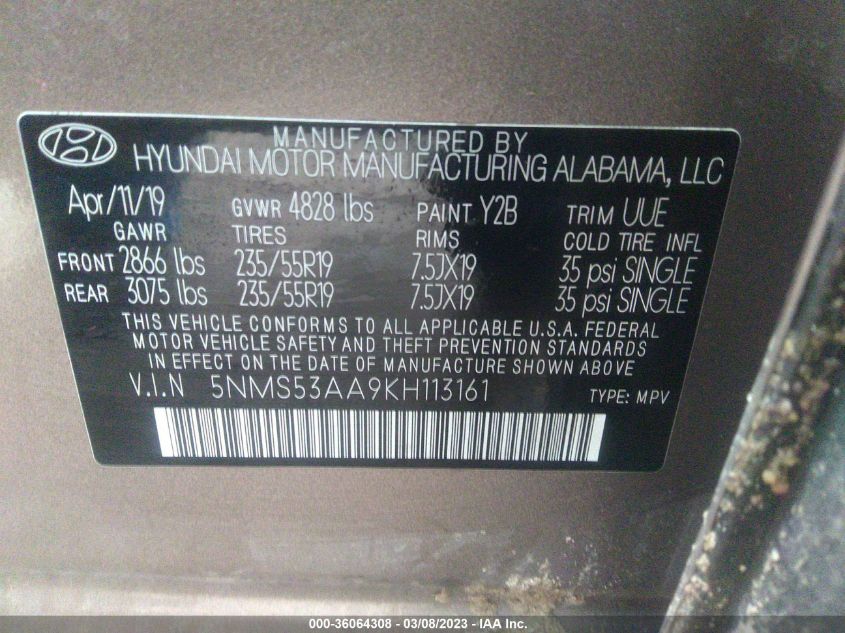 MANUFACTURED BY
HYUNDAI MOTOR MANUFACTURING ALABAMA, LLC
Apr/11/19 GVWR 4828 lbs PAINT Y2B TRIM UUE
GAWR TIRES RIMS COLD TIRE INFL
FRONT 2866 lbs 235/55R19 7.5JX19 35 psi SINGLE
REAR 3075 lbs 235/55R19 7.5JX19 35 psi SINGLE
THIS VEHICLE CONFORMS TO ALL APPLICABLE U.S.A. FEDERAL
MOTOR VEHICLE SAFETY AND THEFT PREVENTION STANDARDS
IN EFFECT ON THE DATE OF MANUFACTURE SHOWN ABOVE
V.I.N 5NMS53AA9KH113161 TYPE: MPV
000-36064308 - 03/08/2023 - IAA Inc.